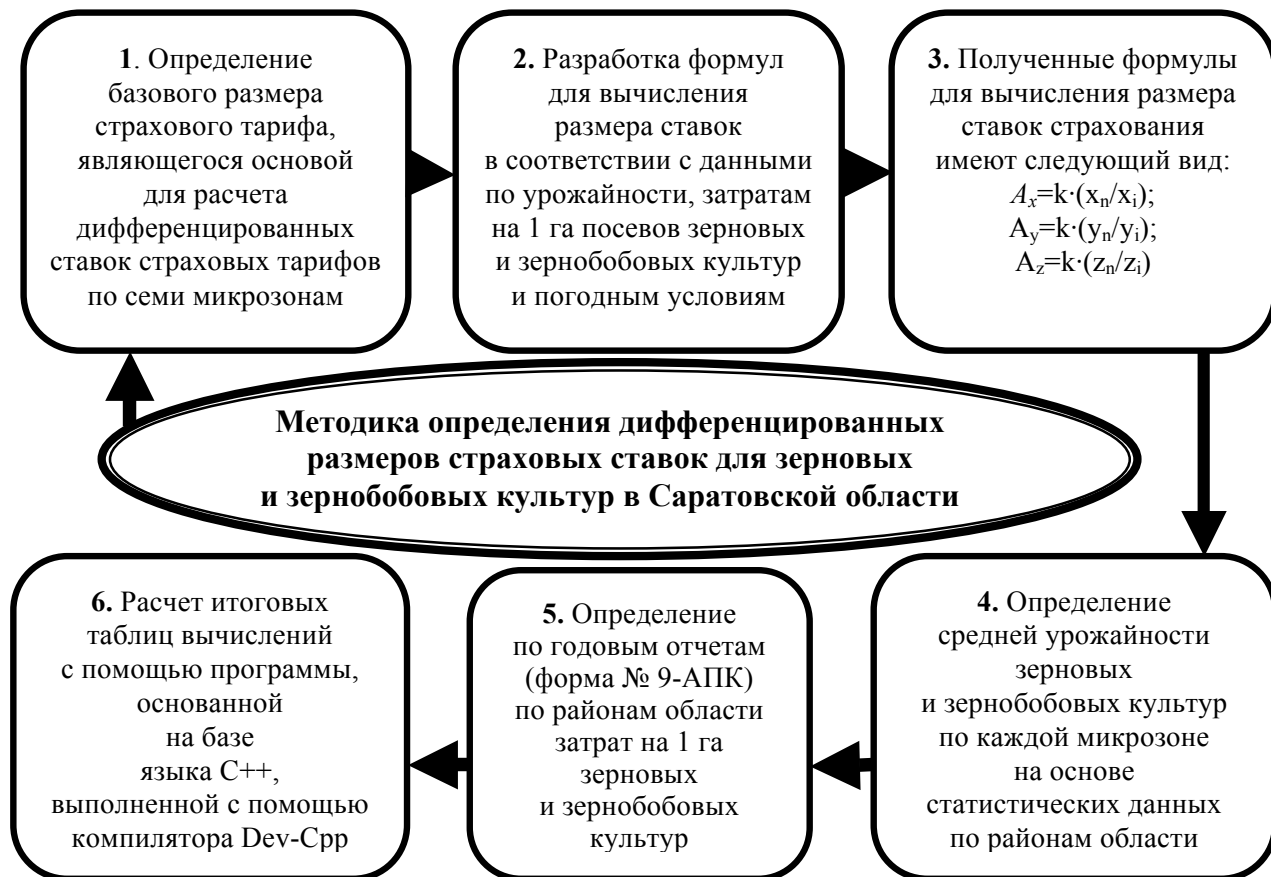 1. Определение
базового размера
страхового тарифа,
являющегося основой
для расчета
дифференцированных
ставок страховых тарифов
по семи микрозонам
2. Разработка формул
для вычисления
размера ставок
в соответствии с данными
по урожайности, затратам
на 1 га посевов зерновых
и зернобобовых культур
и погодным условиям
3. Полученные формулы
для вычисления размера
ставок страхования
имеют следующий вид:
Aₓ=k·(xₙ/xᵢ);
A_y=k·(yₙ/yᵢ);
A_z=k·(zₙ/zᵢ)
Методика определения дифференцированных
размеров страховых ставок для зерновых
и зернобобовых культур в Саратовской области
4. Определение
средней урожайности
зерновых
и зернобобовых культур
по каждой микрозоне
на основе
статистических данных
по районам области
5. Определение
по годовым отчетам
(форма № 9-АПК)
по районам области
затрат на 1 га
зерновых
и зернобобовых
культур
6. Расчет итоговых
таблиц вычислений
с помощью программы,
основанной
на базе
языка С++,
выполненной с помощью
компилятора Dev-Cpp